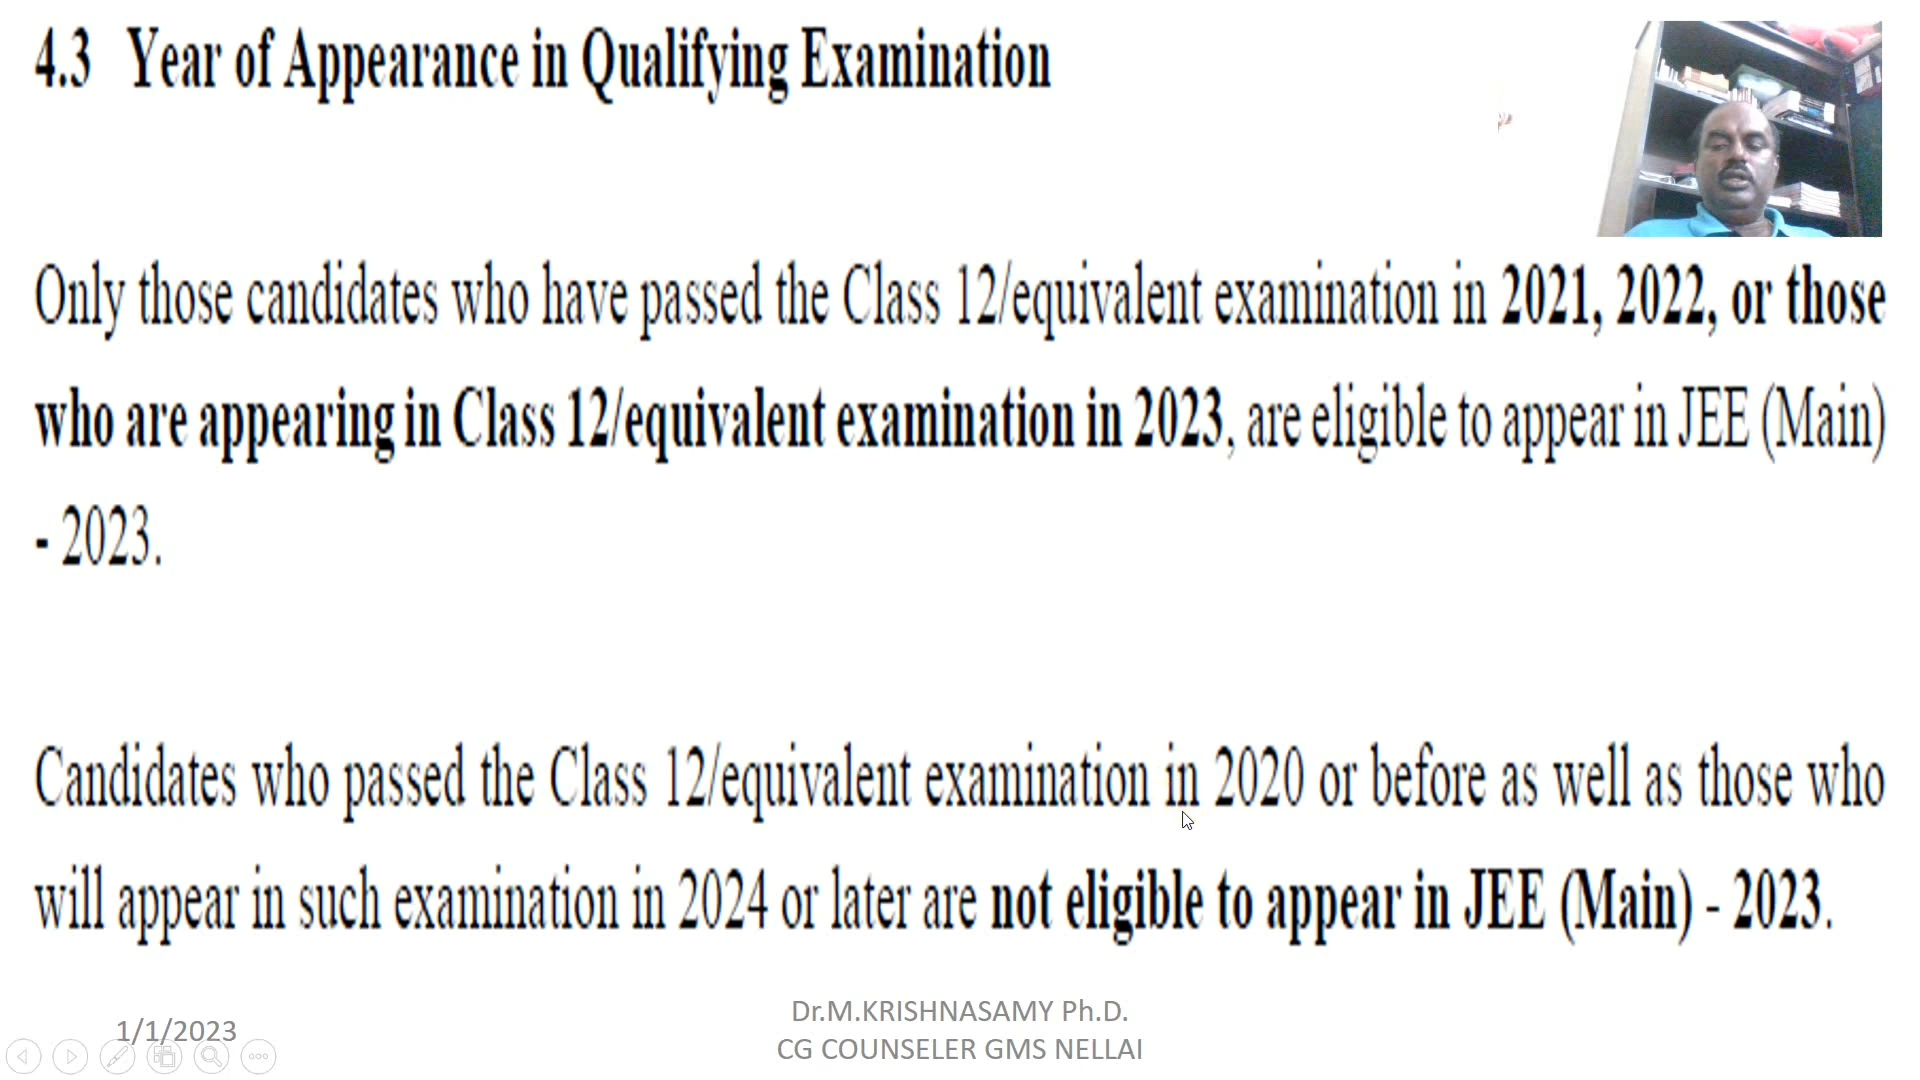 4.3 Year of Appearance in Qualifying Examination
Only those candidates who have passed the Class 12/equivalent examination in 2021, 2022, or those
who are appearing in Class 12/equivalent examination in 2023, are eligible to appear in JEE (Main)
- 2023.
Candidates who passed the Class 12/equivalent examination in 2020 or before as well as those who
will appear in such examination in 2024 or later are not eligible to appear in JEE (Main) - 2023.
1/1/2023
Dr.M.KRISHNASAMY Ph.D.
CG COUNSELER GMS NELLAI